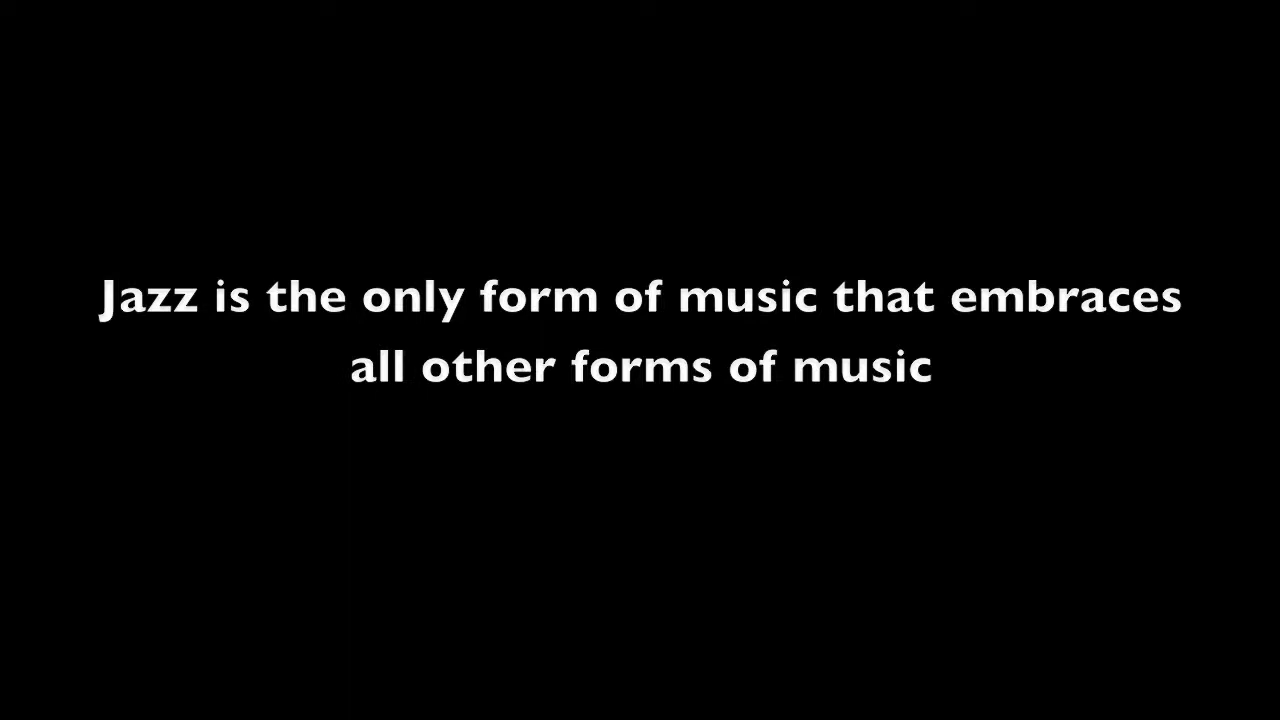 Jazz is the only form of music that embraces
all other forms of music